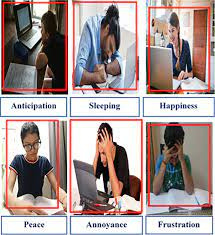 Anticipation
Sleeping
Happiness
Peace
Annoyance
Frustration